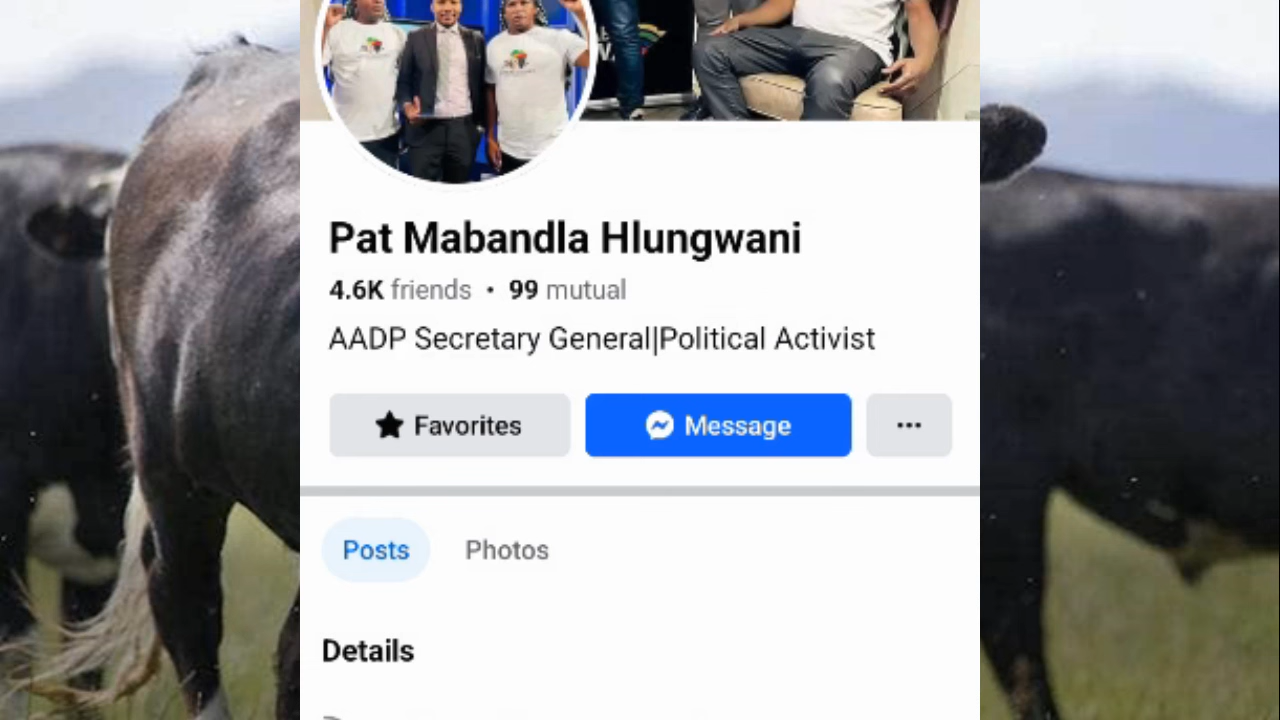 Pat Mabandla Hlungwani
4.6K friends • 99 mutual
AADP Secretary General|Political Activist
Favorites
Message
Posts
Photos
Details